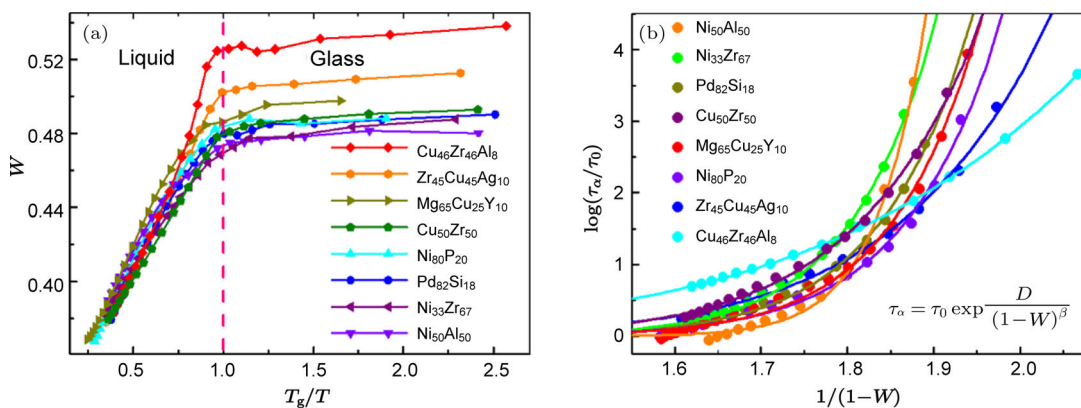 (a)
Liquid
Glass
W
0.52
0.48
0.44
0.40
Cu46Zr46Al8
Zr45Cu45Ag10
Mg65Cu25Y10
Cu50Zr50
Ni80P20
Pd82Si18
Ni33Zr67
Ni50Al50
0.5 1.0 1.5 2.0 2.5
Tg/T
(b)
log(τα/τ0)
4
3
2
1
0
Ni50Al50
Ni33Zr67
Pd82Si18
Cu50Zr50
Mg65Cu25Y10
Ni80P20
Zr45Cu45Ag10
Cu46Zr46Al8
τα = τ0 exp D/(1−W)^β
1.6 1.7 1.8 1.9 2.0
1/(1−W)